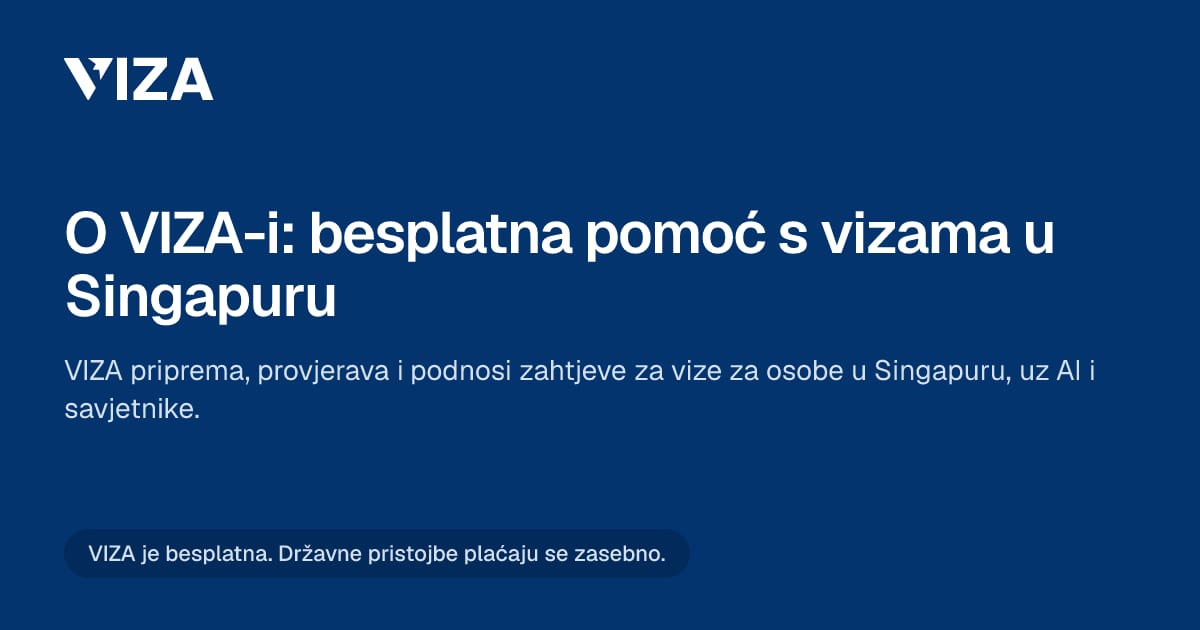 VIZA
O VIZA-i: besplatna pomoć s vizama u
Singapuru
VIZA priprema, provjerava i podnosi zahtjeve za vize za osobe u Singapuru, uz AI i
savjetnike.
VIZA je besplatna. Državne pristojbe plaćaju se zasebno.